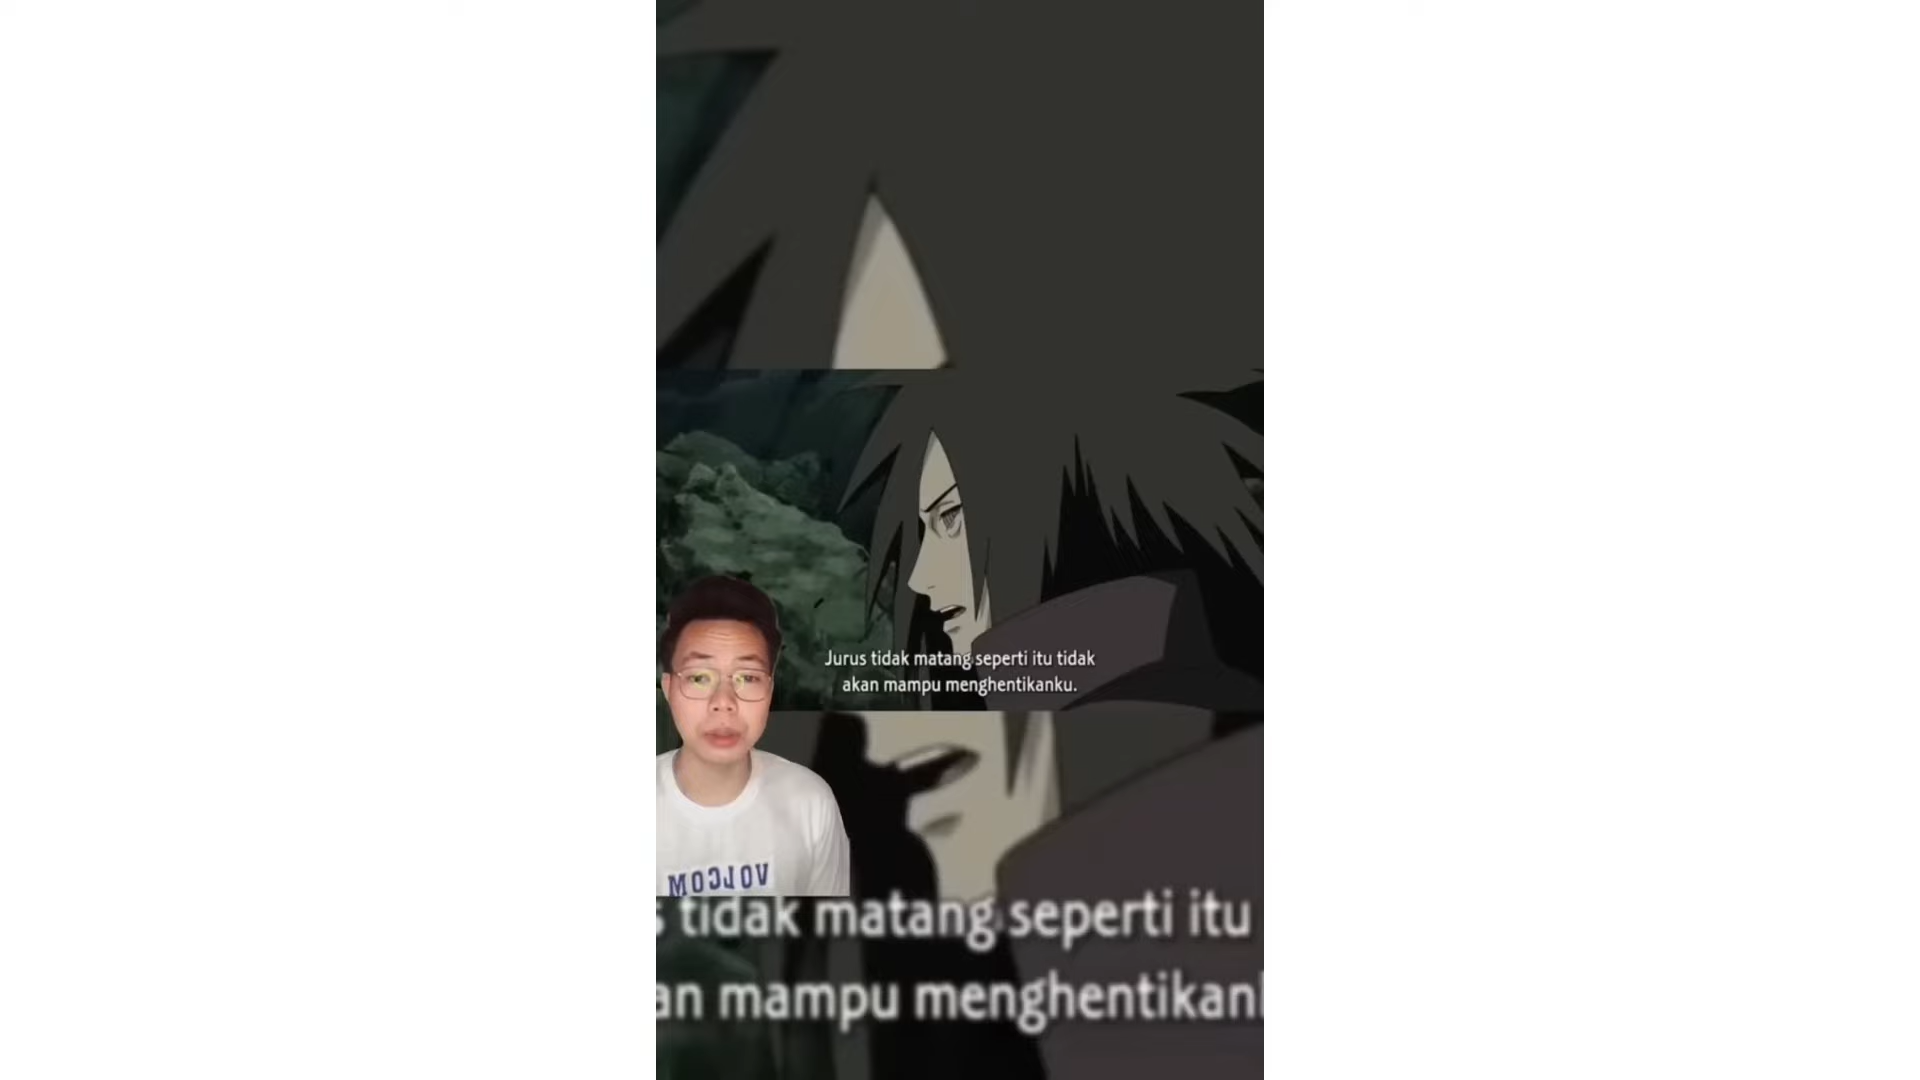 Jurus tidak matang seperti itu tidak
akan mampu menghentikanku.
VOLCOM
tidak matang seperti itu
an mampu menghentikan